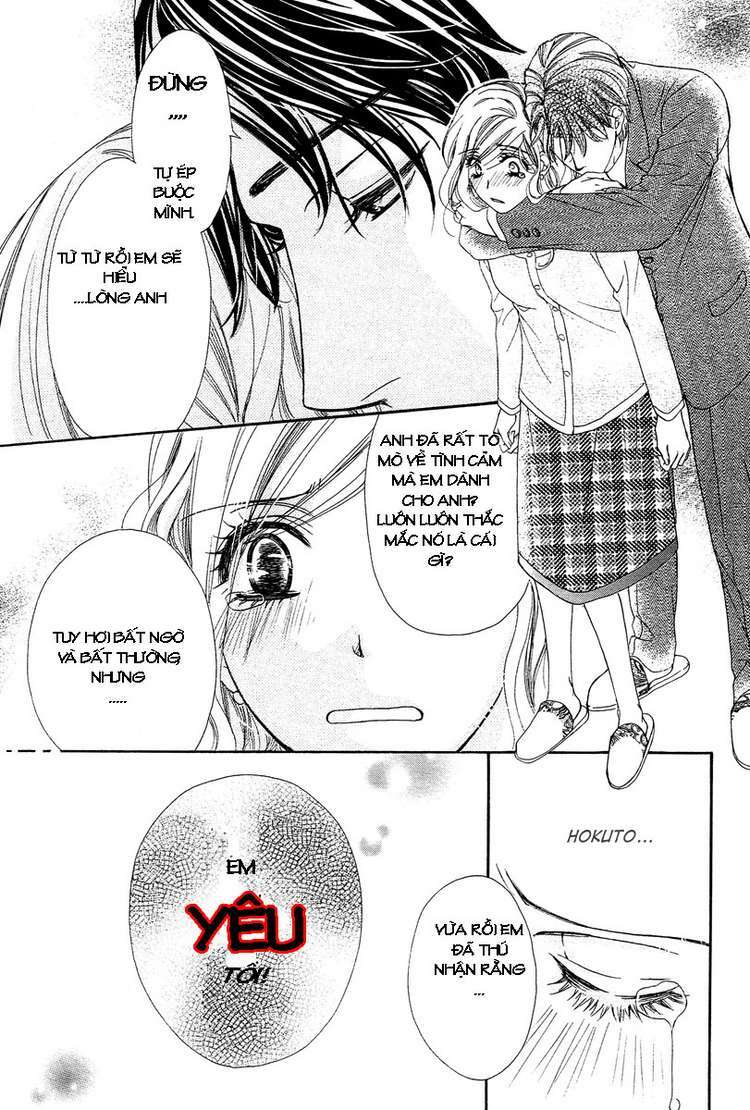 ĐỪNG
,,,,
TỰ ÉP
BUỘC
MÌNH.
TỪ TỪ RỒI EM SẼ
HIỂU
....LÒNG ANH
ANH ĐÃ RẤT TÒ
MÒ VỀ TÌNH CẢM
MÀ EM DÀNH
CHO ANH?
LUÔN LUÔN THẮC
MẮC NÓ LÀ CÁI
GÌ?
TUY HƠI BẤT NGỜ
VÀ BẤT THƯỜNG,
NHƯNG
.....
HOKUTO...
VỪA RỒI EM
ĐÃ THÚ
NHẬN RẰNG
...
EM
YÊU
TÔI!